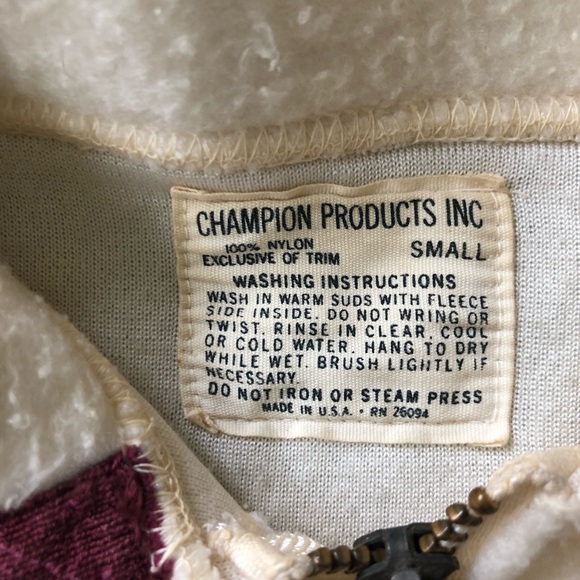 CHAMPION PRODUCTS INC
100% NYLON
EXCLUSIVE OF TRIM SMALL
WASHING INSTRUCTIONS
WASH IN WARM SUDS WITH FLEECE
SIDE INSIDE. DO NOT WRING OR
TWIST. RINSE IN CLEAR, COOL
OR COLD WATER. HANG TO DRY
WHILE WET. BRUSH LIGHTLY IF
NECESSARY.
DO NOT IRON OR STEAM PRESS
MADE IN U.S.A. • RN 26094